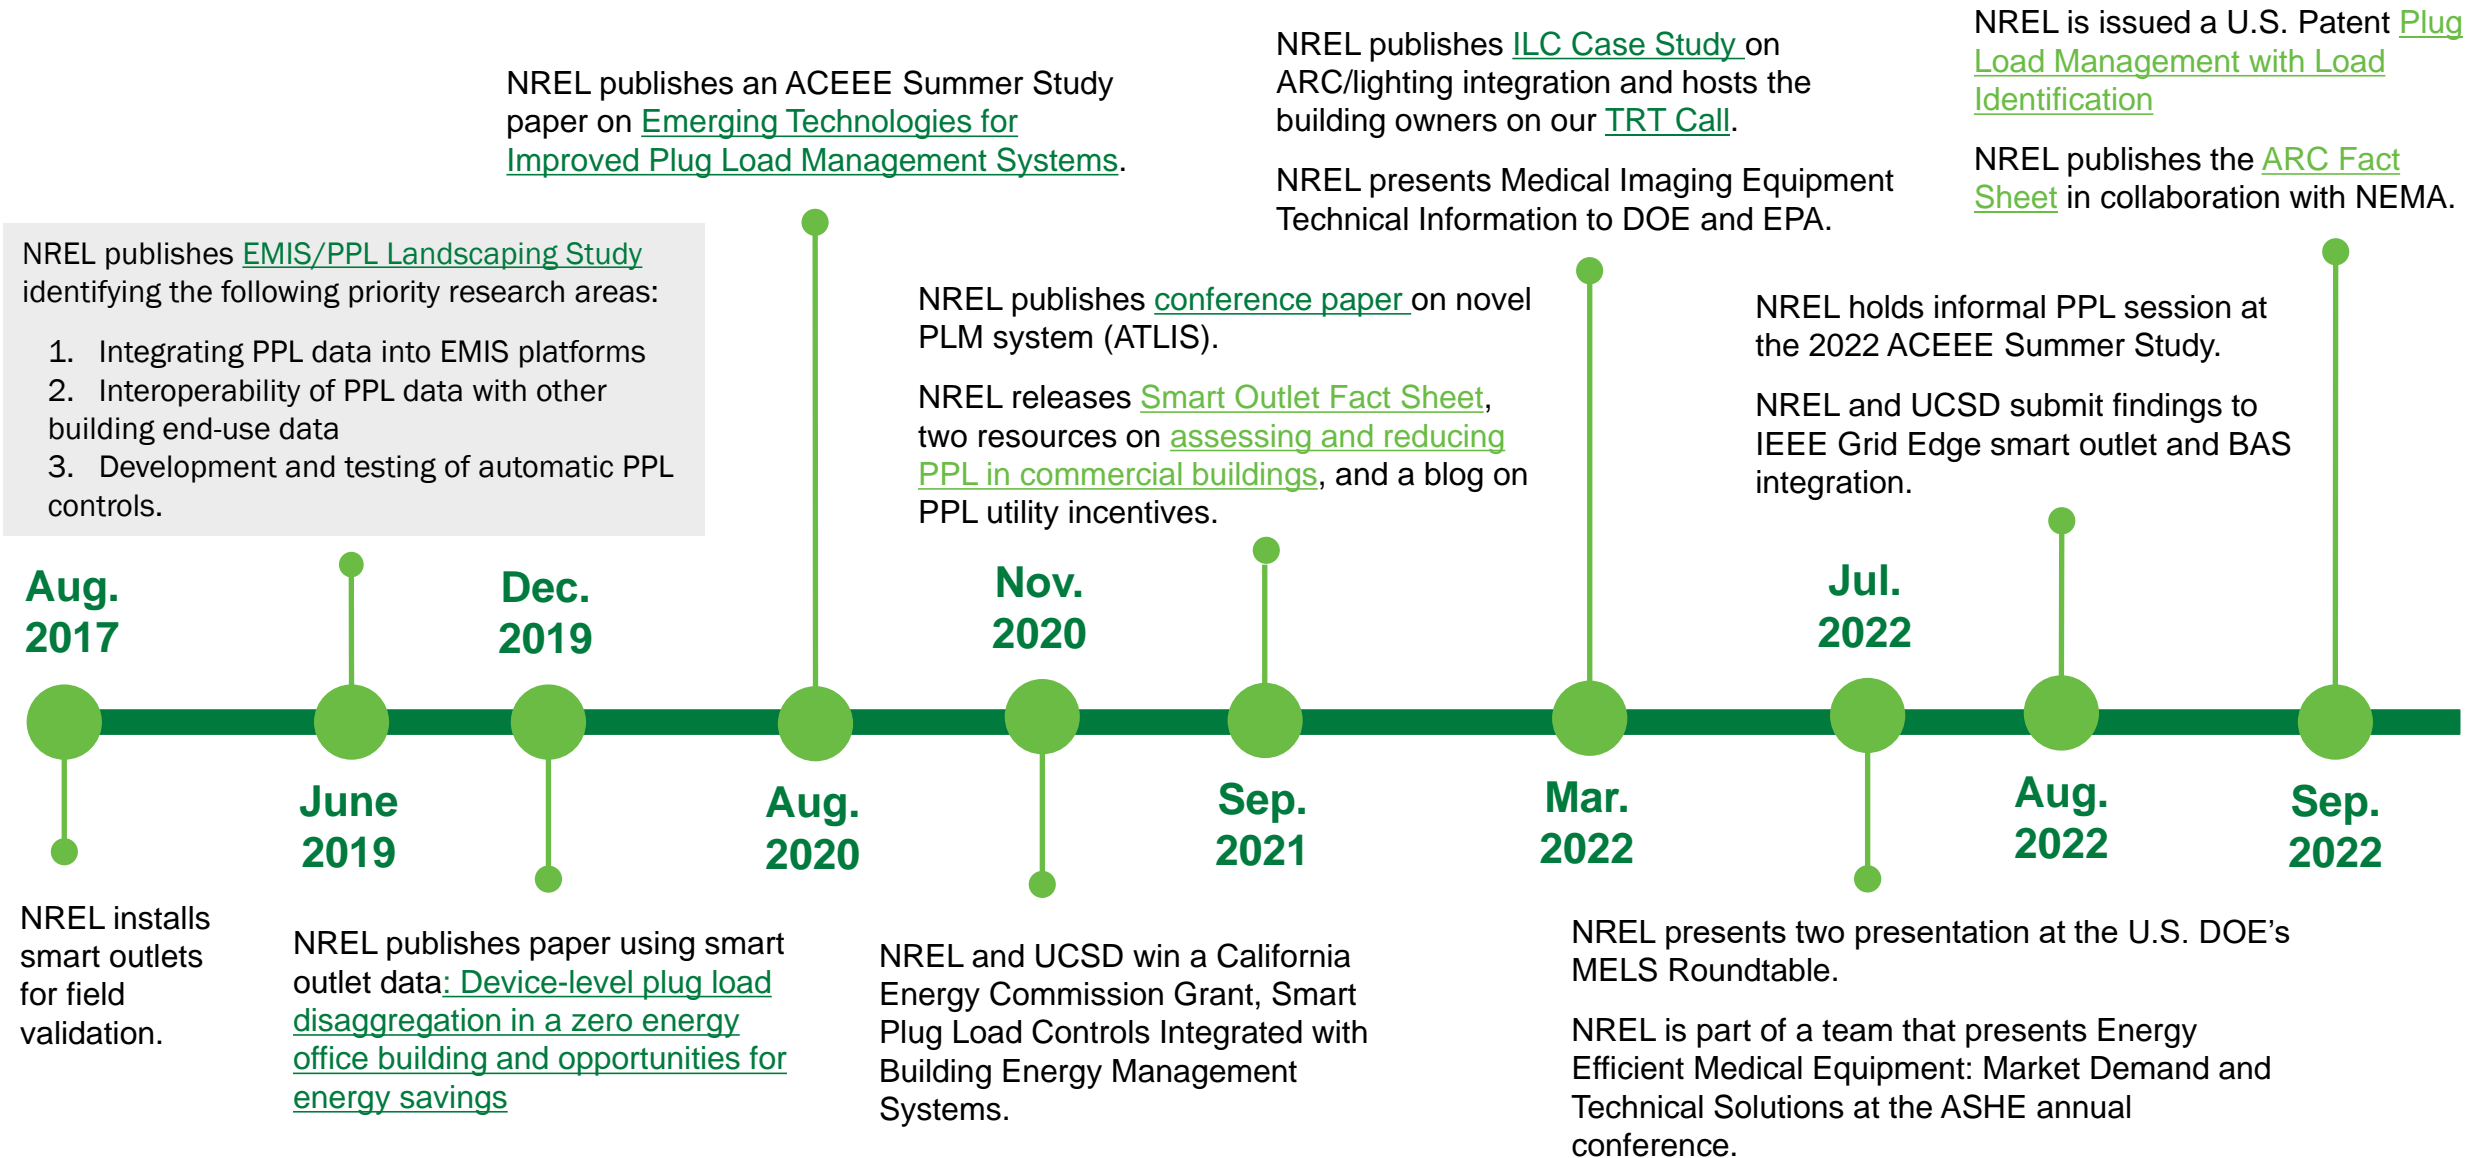 NREL publishes an ACEEE Summer Study
paper on Emerging Technologies for
Improved Plug Load Management Systems.
NREL publishes ILC Case Study on
ARC/lighting integration and hosts the
building owners on our TRT Call.
NREL presents Medical Imaging Equipment
Technical Information to DOE and EPA.
NREL is issued a U.S. Patent Plug
Load Management with Load
Identification
NREL publishes the ARC Fact
Sheet in collaboration with NEMA.
NREL publishes EMIS/PPL Landscaping Study
identifying the following priority research areas:
1. Integrating PPL data into EMIS platforms
2. Interoperability of PPL data with other
building end-use data
3. Development and testing of automatic PPL
controls.
NREL publishes conference paper on novel
PLM system (ATLIS).
NREL releases Smart Outlet Fact Sheet,
two resources on assessing and reducing
PPL in commercial buildings, and a blog on
PPL utility incentives.
NREL holds informal PPL session at
the 2022 ACEEE Summer Study.
NREL and UCSD submit findings to
IEEE Grid Edge smart outlet and BAS
integration.
Aug.
2017
Dec.
2019
Nov.
2020
Jul.
2022
June
2019
Aug.
2020
Sep.
2021
Mar.
2022
Aug.
2022
Sep.
2022
NREL installs
smart outlets
for field
validation.
NREL publishes paper using smart
outlet data: Device-level plug load
disaggregation in a zero energy
office building and opportunities for
energy savings
NREL and UCSD win a California
Energy Commission Grant, Smart
Plug Load Controls Integrated with
Building Energy Management
Systems.
NREL presents two presentation at the U.S. DOE’s
MELS Roundtable.
NREL is part of a team that presents Energy
Efficient Medical Equipment: Market Demand and
Technical Solutions at the ASHE annual
conference.